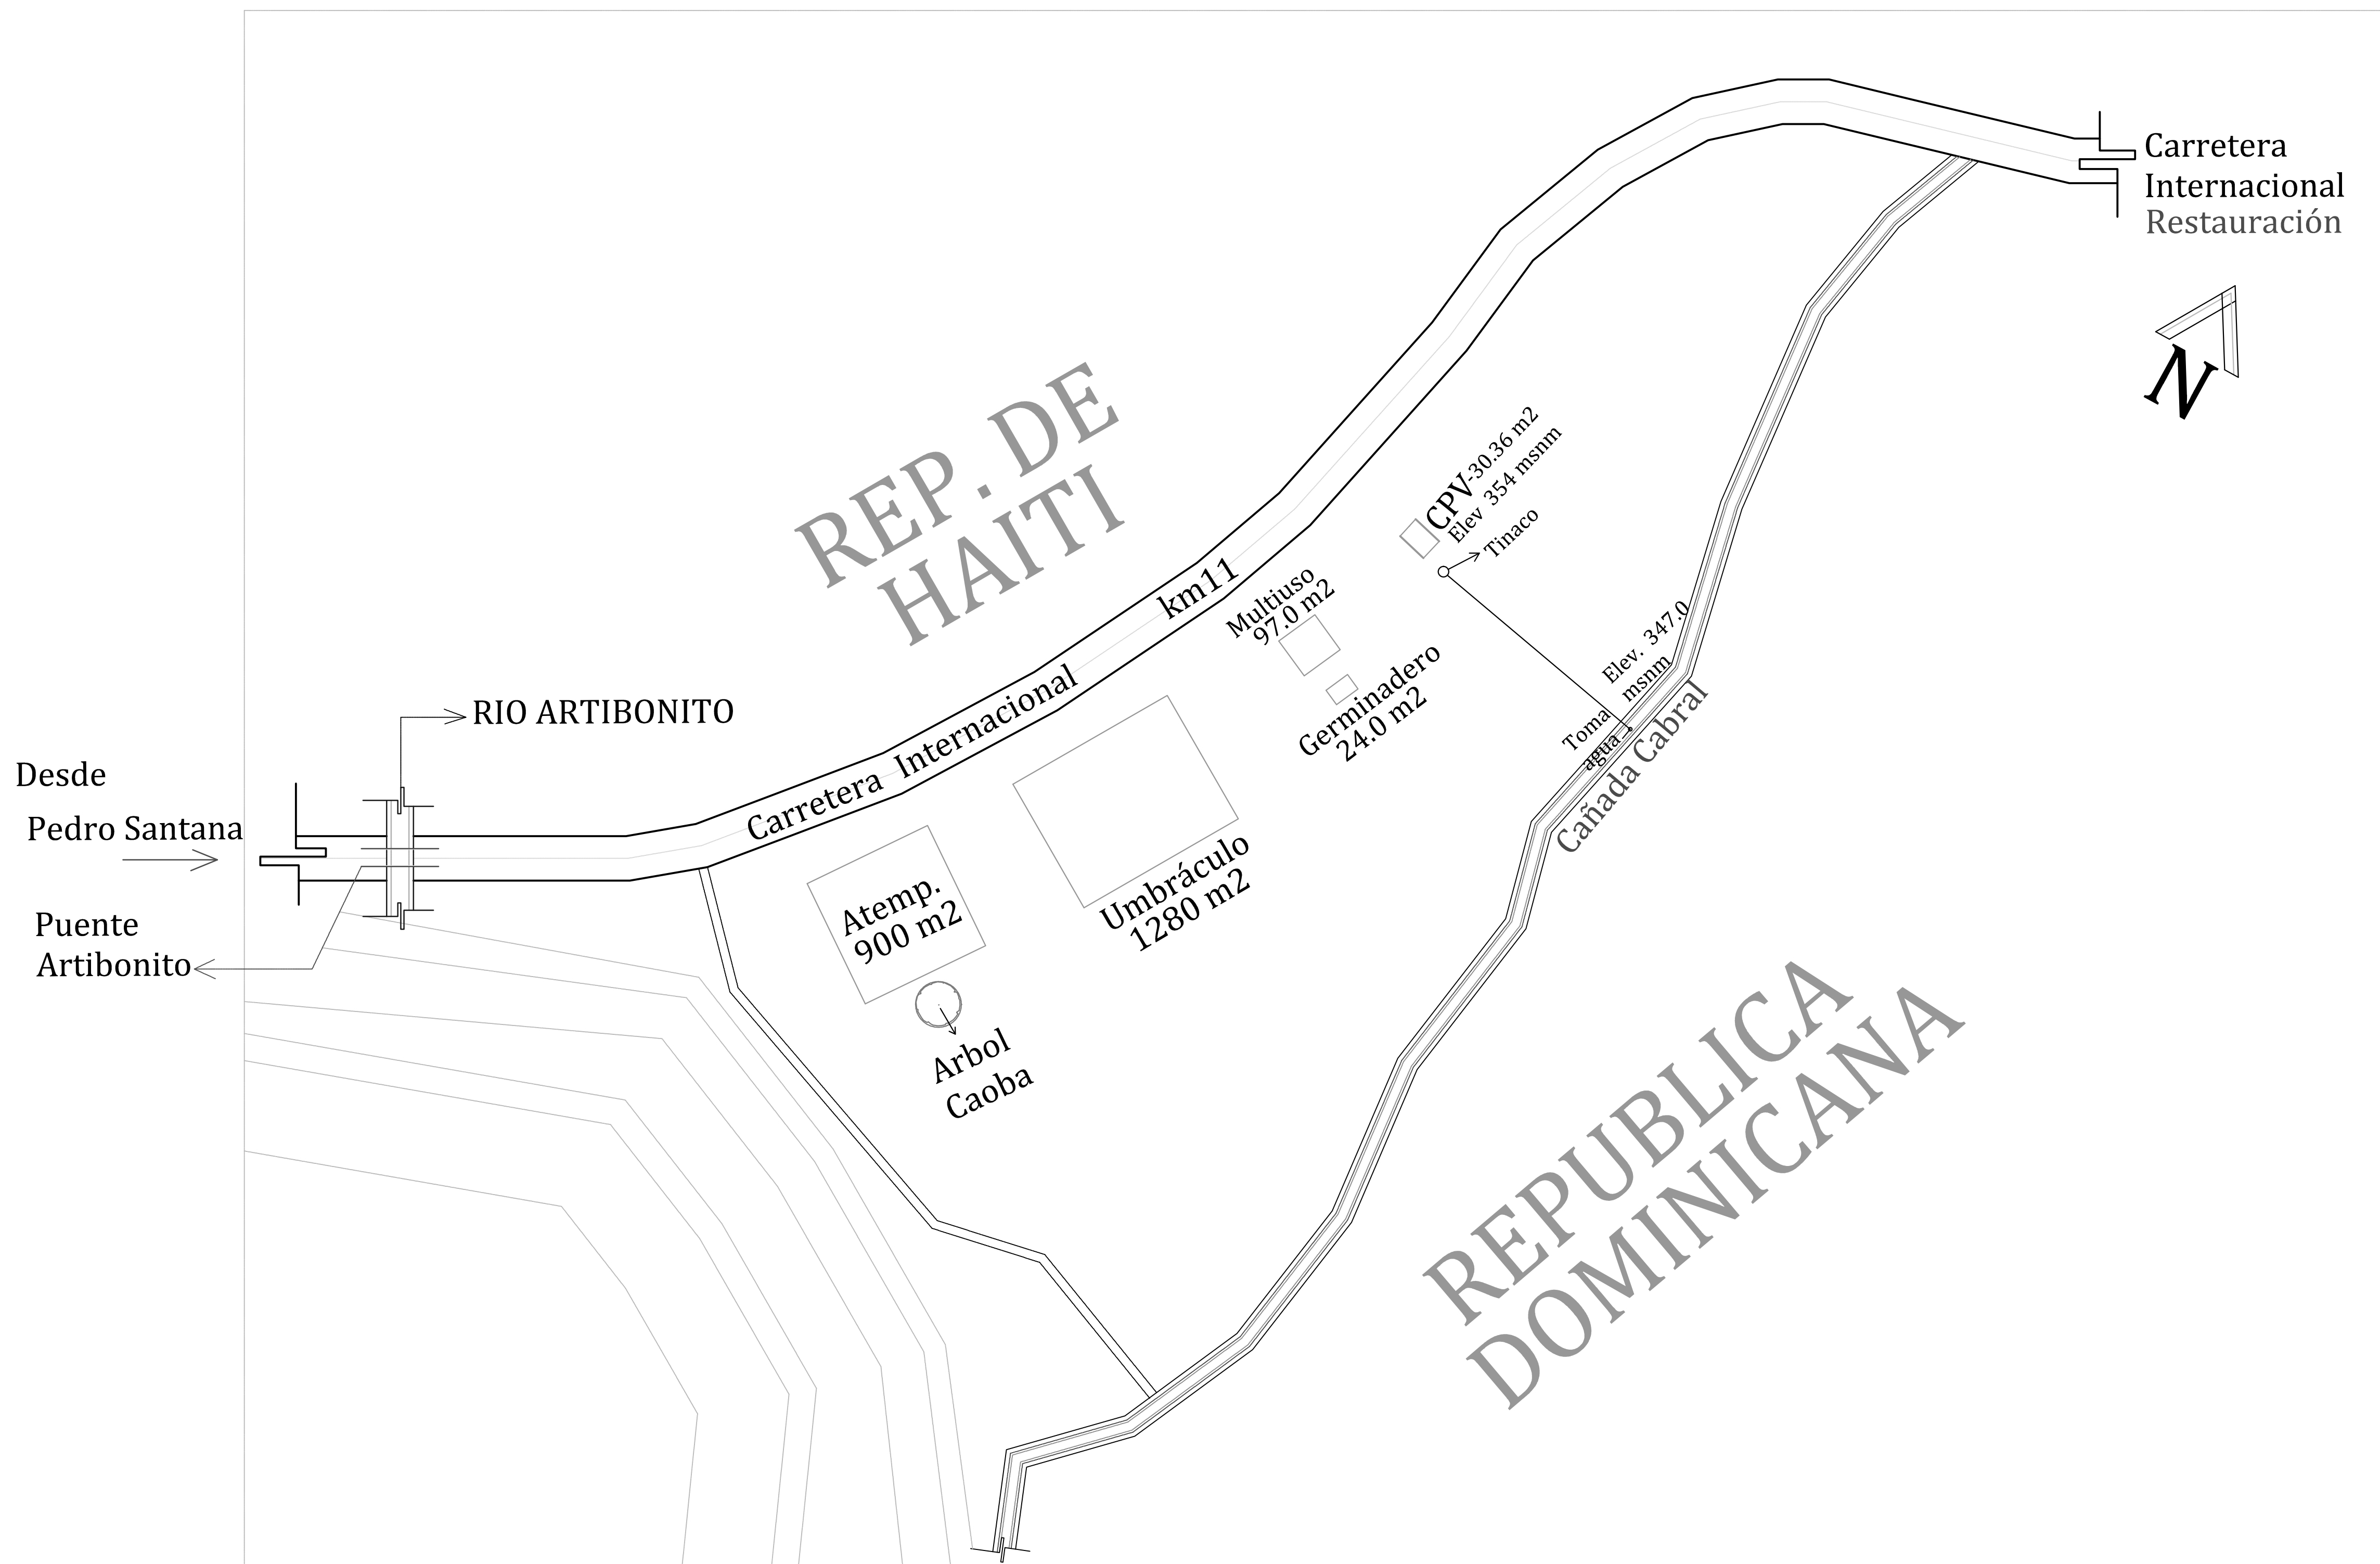 Carretera
Internacional
Restauración
N
REP. DE
HAITI
CPV-30.36 m2
Elev 354 msnm
Tinaco
km11
Multiuso
97.0 m2
Germinadero
24.0 m2
Elev. 347.0
msnm
Toma
agua
Cañada Cabral
Carretera Internacional
RIO ARTIBONITO
Desde
Pedro Santana
Puente
Artibonito
Atemp.
900 m2
Umbráculo
1280 m2
Arbol
Caoba
REPUBLICA
DOMINICANA